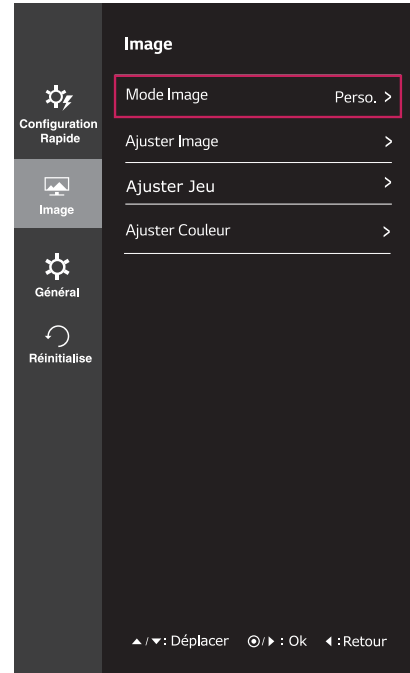 Image
Configuration
Rapide
Image
Général
Réinitialise
Mode Image Perso. >
Ajuster Image >
Ajuster Jeu >
Ajuster Couleur >
▲/▼: Déplacer ⦿/▶ : Ok ◀ :Retour